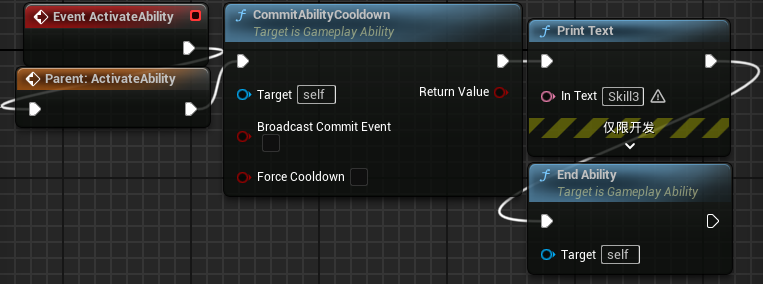 Event ActivateAbility
Parent: ActivateAbility
CommitAbilityCooldown
Target is Gameplay Ability
Target self
Return Value
Broadcast Commit Event
Force Cooldown
Print Text
In Text Skill3
仅限开发
End Ability
Target is Gameplay Ability
Target self